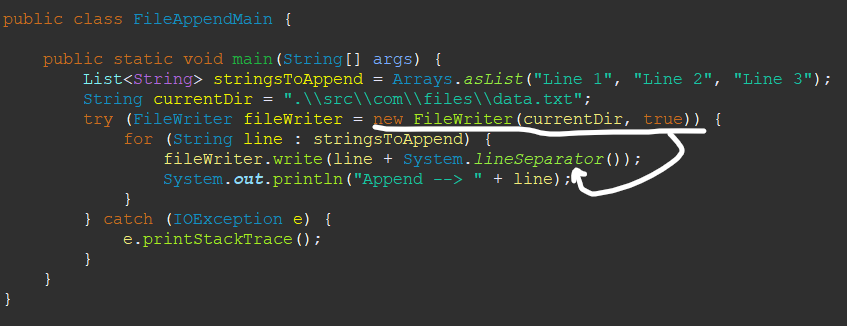 public class FileAppendMain {
public static void main(String[] args) {
List<String> stringsToAppend = Arrays.asList("Line 1", "Line 2", "Line 3");
String currentDir = ".\\src\\com\\files\\data.txt";
try (FileWriter fileWriter = new FileWriter(currentDir, true)) {
for (String line : stringsToAppend) {
fileWriter.write(line + System.lineSeparator());
System.out.println("Append --> " + line);
}
} catch (IOException e) {
e.printStackTrace();
}
}
}